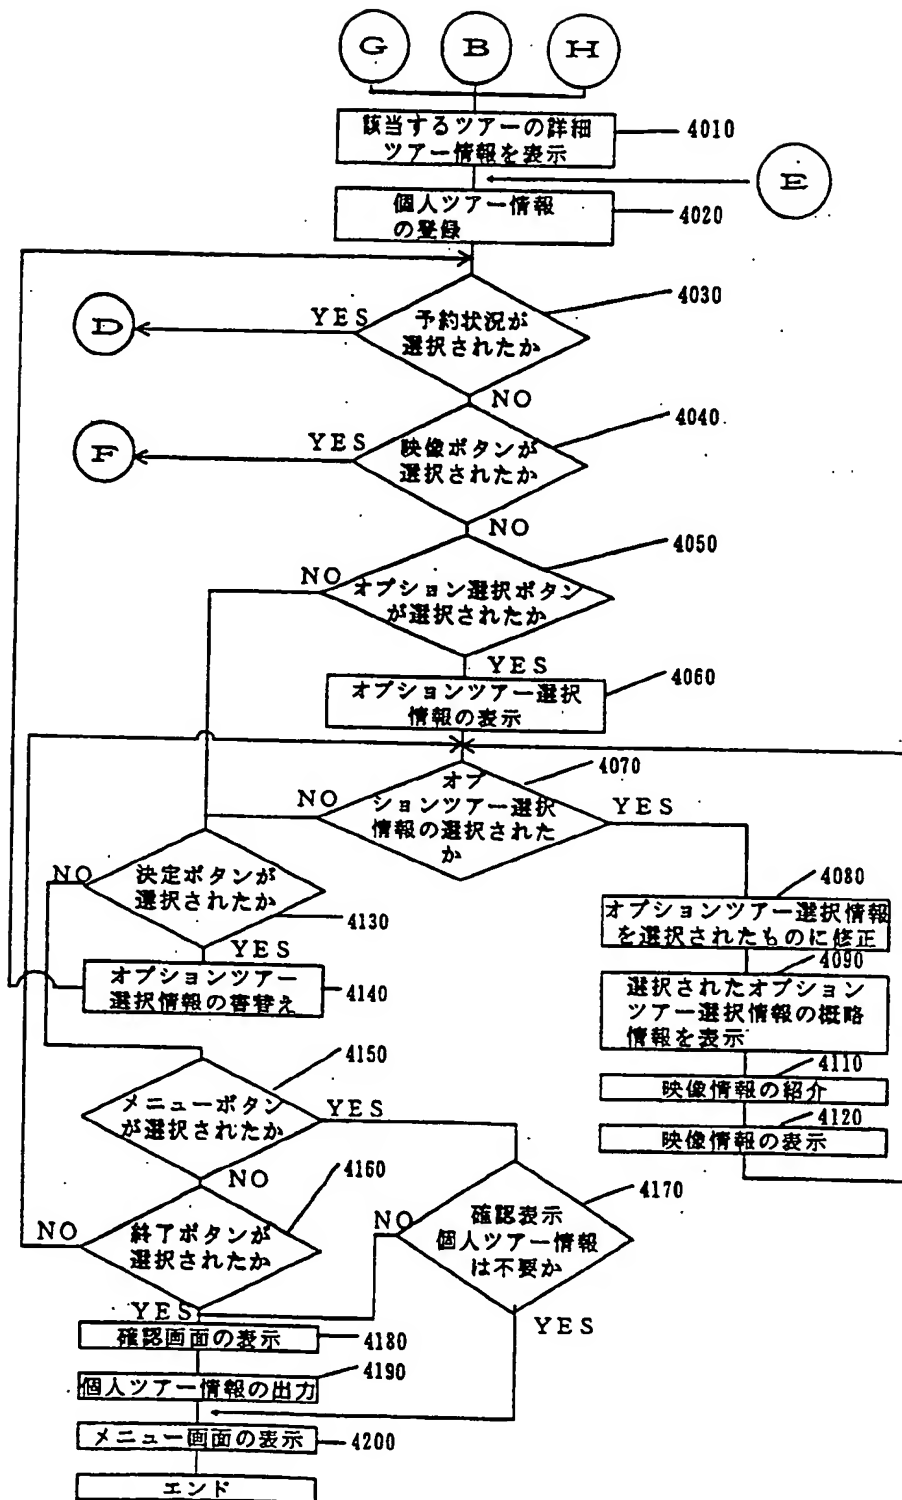 G
B
H
該当するツアーの詳細
ツアー情報を表示
4010
E
個人ツアー情報
の登録
4020
予約状況が
選択されたか
4030
YES
D
NO
映像ボタンが
選択されたか
4040
YES
F
NO
オプション選択ボタン
が選択されたか
4050
NO
YES
オプションツアー選択
情報の表示
4060
オプ
ションツアー選択
情報の選択された
か
4070
NO
YES
オプションツアー選択情報
を選択されたものに修正
4080
選択されたオプション
ツアー選択情報の概略
情報を表示
4090
映像情報の紹介
4110
映像情報の表示
4120
決定ボタンが
選択されたか
4130
NO
YES
オプションツアー
選択情報の書替え
4140
メニューボタン
が選択されたか
4150
YES
NO
終了ボタンが
選択されたか
4160
NO
YES
確認表示
個人ツアー情報
は不要か
4170
NO
YES
確認画面の表示
4180
個人ツアー情報の出力
4190
メニュー画面の表示
4200
エンド